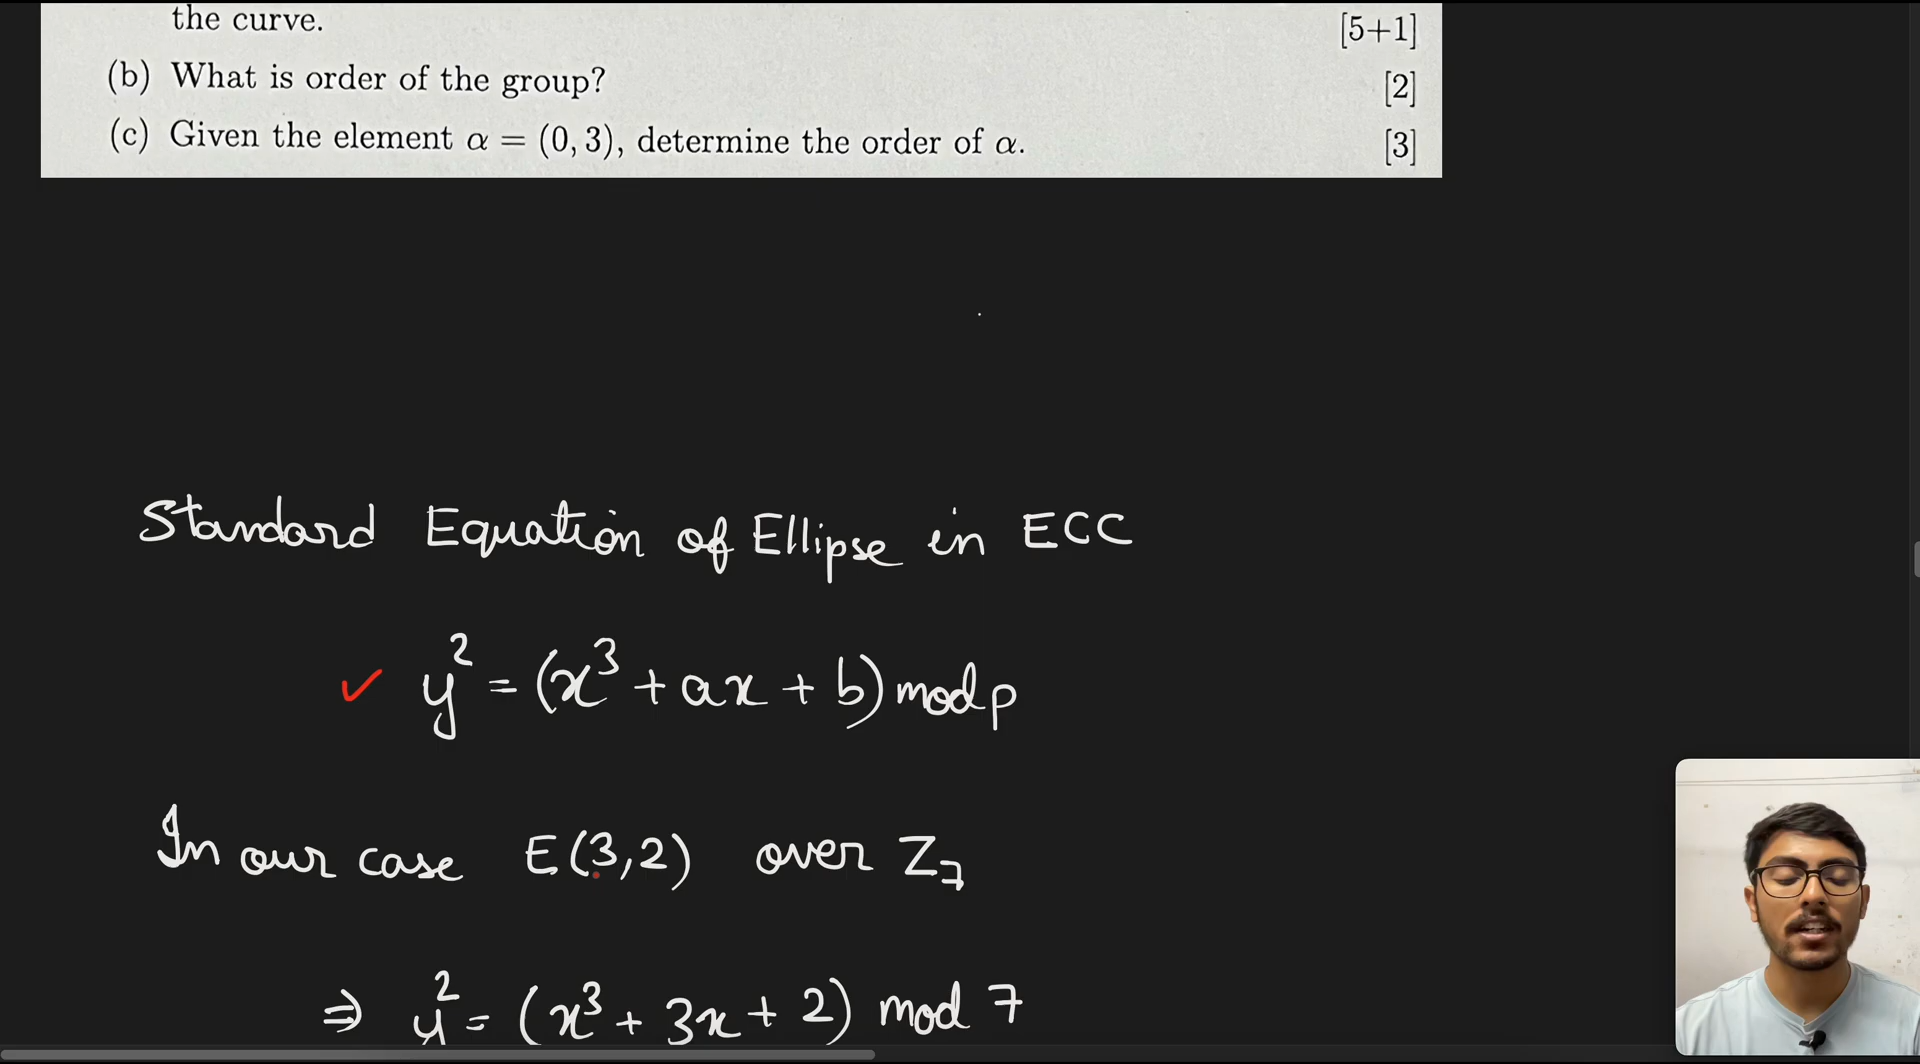 the curve. [5+1]
(b) What is order of the group? [2]
(c) Given the element α = (0, 3), determine the order of α. [3]
Standard Equation of Ellipse in ECC
✓ y² = (x³ + ax + b) mod p
In our case E(3,2) over Z₇
⇒ y² = (x³ + 3x + 2) mod 7